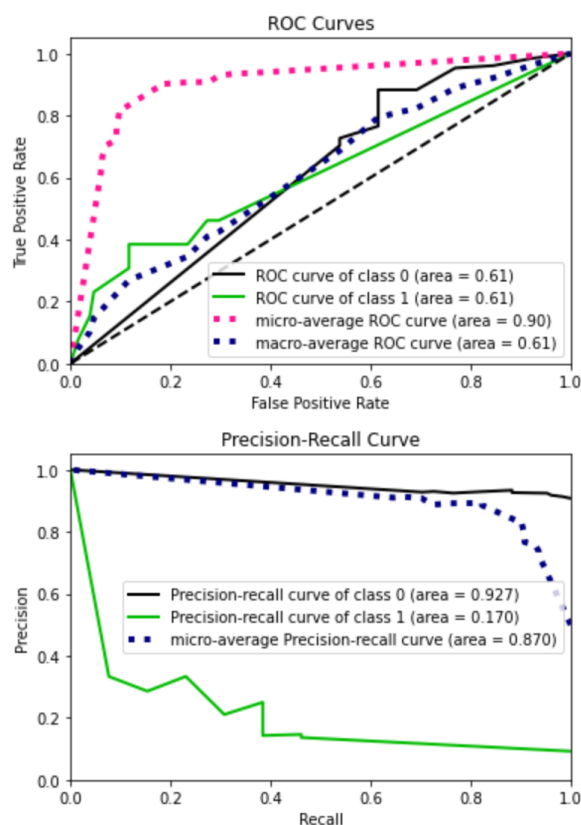 ROC Curves
1.0
0.8
0.6
0.4
0.2
0.0
True Positive Rate
ROC curve of class 0 (area = 0.61)
ROC curve of class 1 (area = 0.61)
micro-average ROC curve (area = 0.90)
macro-average ROC curve (area = 0.61)
0.0 0.2 0.4 0.6 0.8 1.0
False Positive Rate
Precision-Recall Curve
1.0
0.8
0.6
0.4
0.2
0.0
Precision
Precision-recall curve of class 0 (area = 0.927)
Precision-recall curve of class 1 (area = 0.170)
micro-average Precision-recall curve (area = 0.870)
0.0 0.2 0.4 0.6 0.8 1.0
Recall